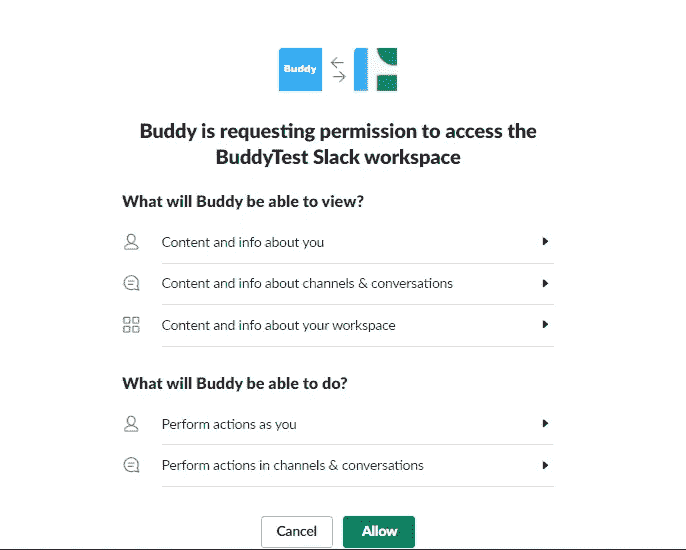 Buddy
Buddy is requesting permission to access the
BuddyTest Slack workspace
What will Buddy be able to view?
Content and info about you
Content and info about channels & conversations
Content and info about your workspace
What will Buddy be able to do?
Perform actions as you
Perform actions in channels & conversations
Cancel Allow